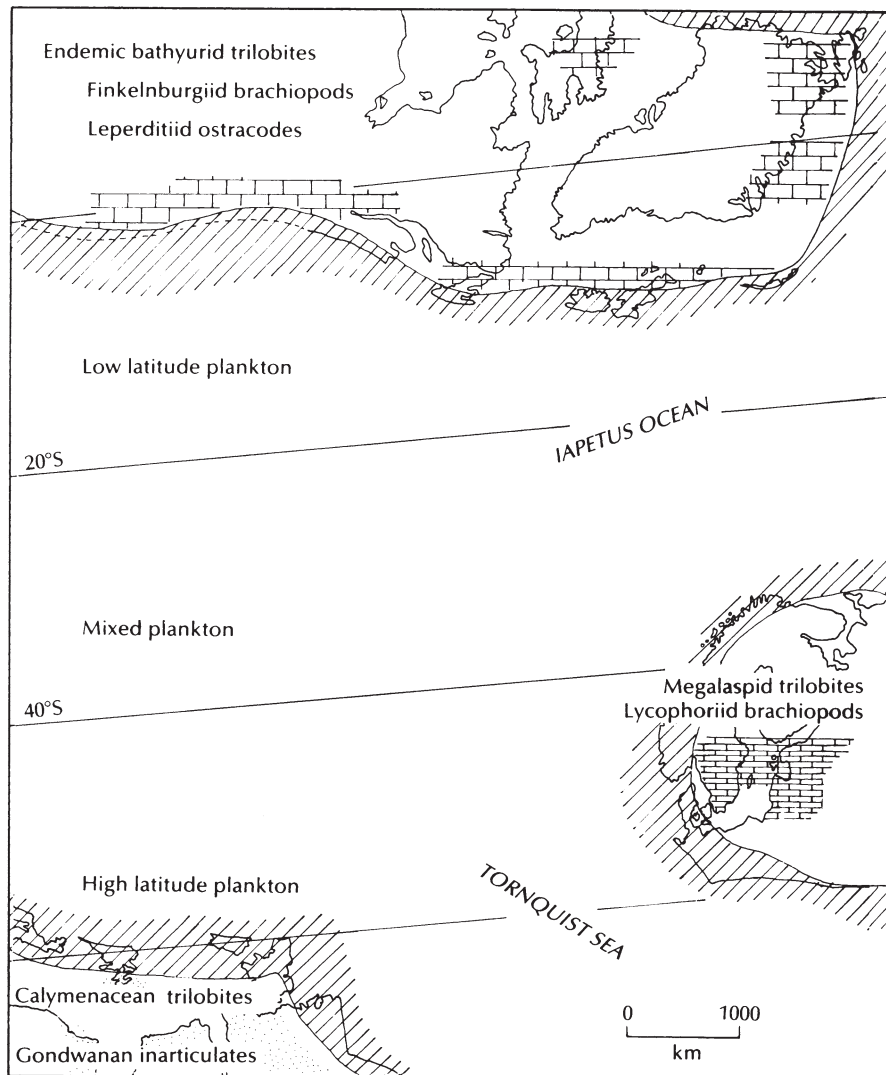 Endemic bathyurid trilobites
Finkelnburgiid brachiopods
Leperditiid ostracodes
Low latitude plankton
IAPETUS OCEAN
20°S
Mixed plankton
Megalaspid trilobites
Lycophoriid brachiopods
40°S
High latitude plankton
TORNQUIST SEA
Calymenacean trilobites
Gondwanan inarticulates
0 1000
km